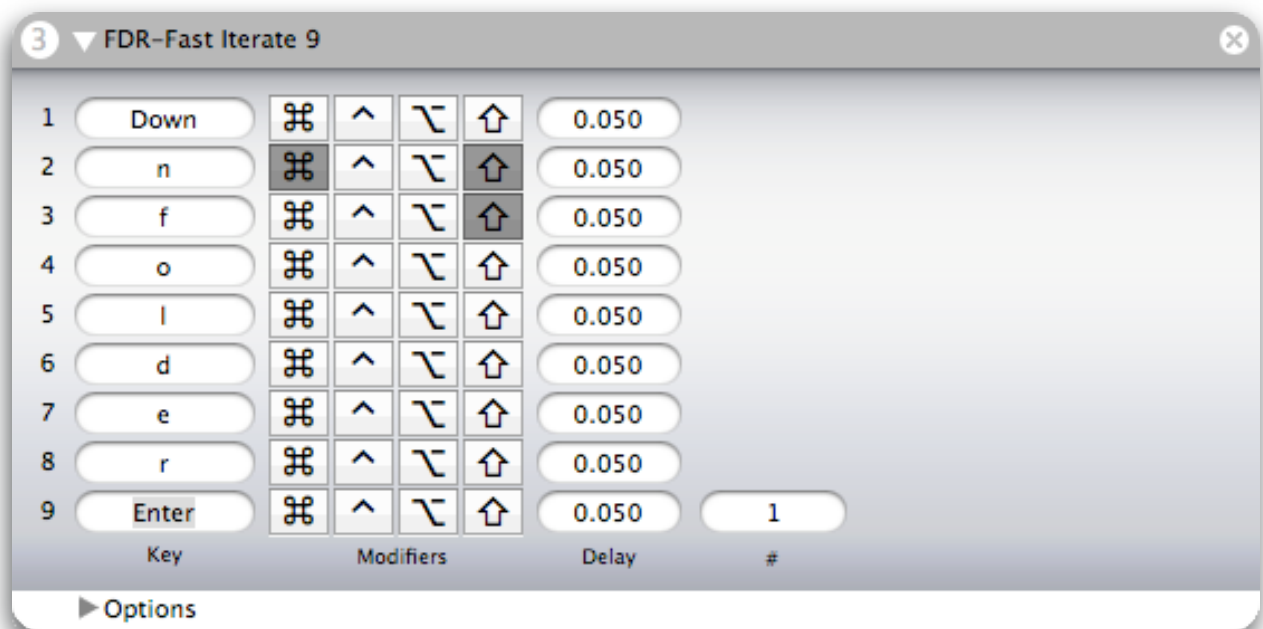 3 FDR-Fast Iterate 9
1 Down ⌘ ^ ⌥ ⇧ 0.050
2 n ⌘ ^ ⌥ ⇧ 0.050
3 f ⌘ ^ ⌥ ⇧ 0.050
4 o ⌘ ^ ⌥ ⇧ 0.050
5 l ⌘ ^ ⌥ ⇧ 0.050
6 d ⌘ ^ ⌥ ⇧ 0.050
7 e ⌘ ^ ⌥ ⇧ 0.050
8 r ⌘ ^ ⌥ ⇧ 0.050
9 Enter ⌘ ^ ⌥ ⇧ 0.050 1
Key Modifiers Delay #
Options